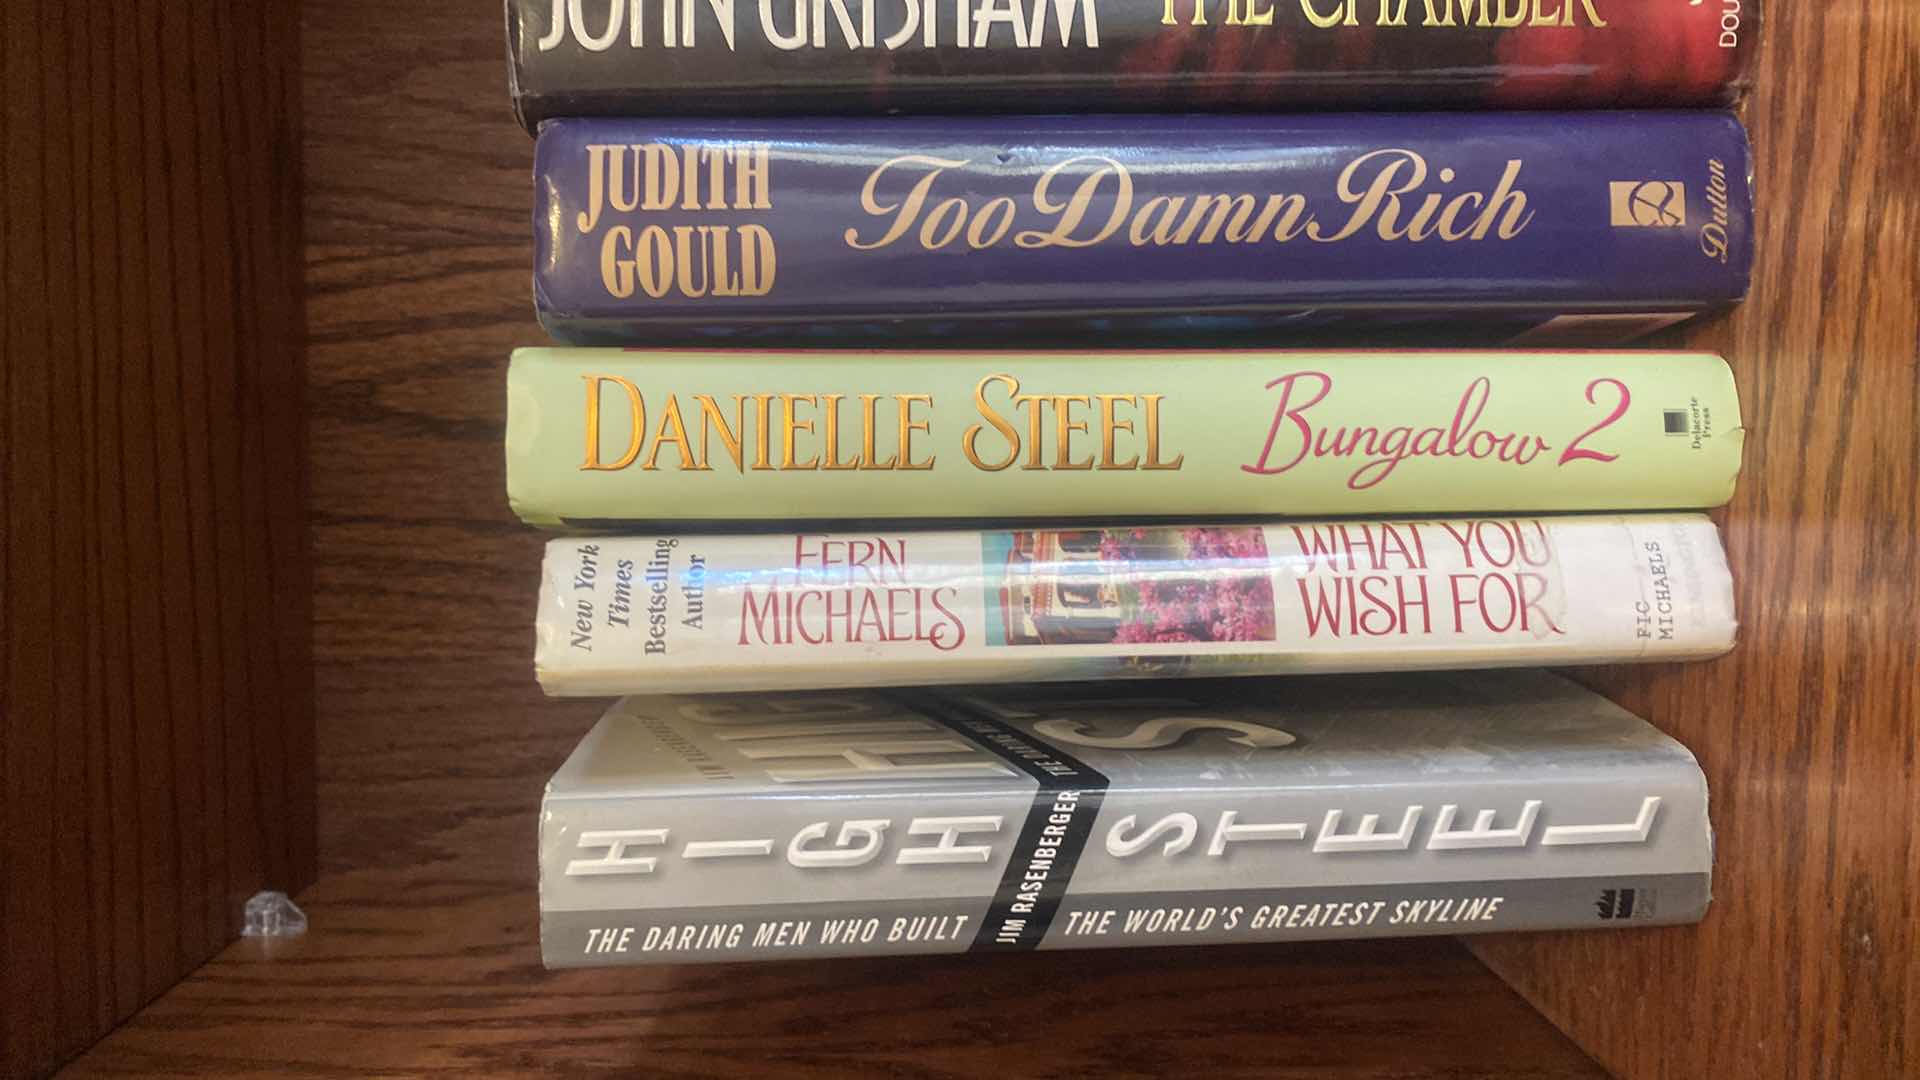 JOHN GRISHAM
THE CHAMBER
DOU
JUDITH
GOULD
Too Damn Rich
Dutton
DANIELLE STEEL
Bungalow 2
Delacorte
Press
New York
Times
Bestselling
Author
FERN
MICHAELS
WHAT YOU
WISH FOR
FIC
MICHAELS
HIGH STEEL
JIM RASENBERGER
THE DARING MEN WHO BUILT
THE WORLD'S GREATEST SKYLINE